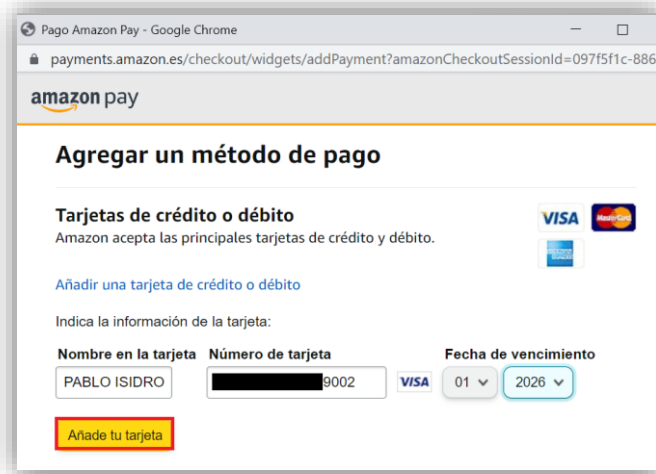 Pago Amazon Pay - Google Chrome
payments.amazon.es/checkout/widgets/addPayment?amazonCheckoutSessionId=097f5f1c-886
amazon pay
Agregar un método de pago
Tarjetas de crédito o débito
Amazon acepta las principales tarjetas de crédito y débito.
VISA MasterCard
Añadir una tarjeta de crédito o débito
Indica la información de la tarjeta:
Nombre en la tarjeta Número de tarjeta Fecha de vencimiento
PABLO ISIDRO 9002 VISA 01 2026
Añade tu tarjeta